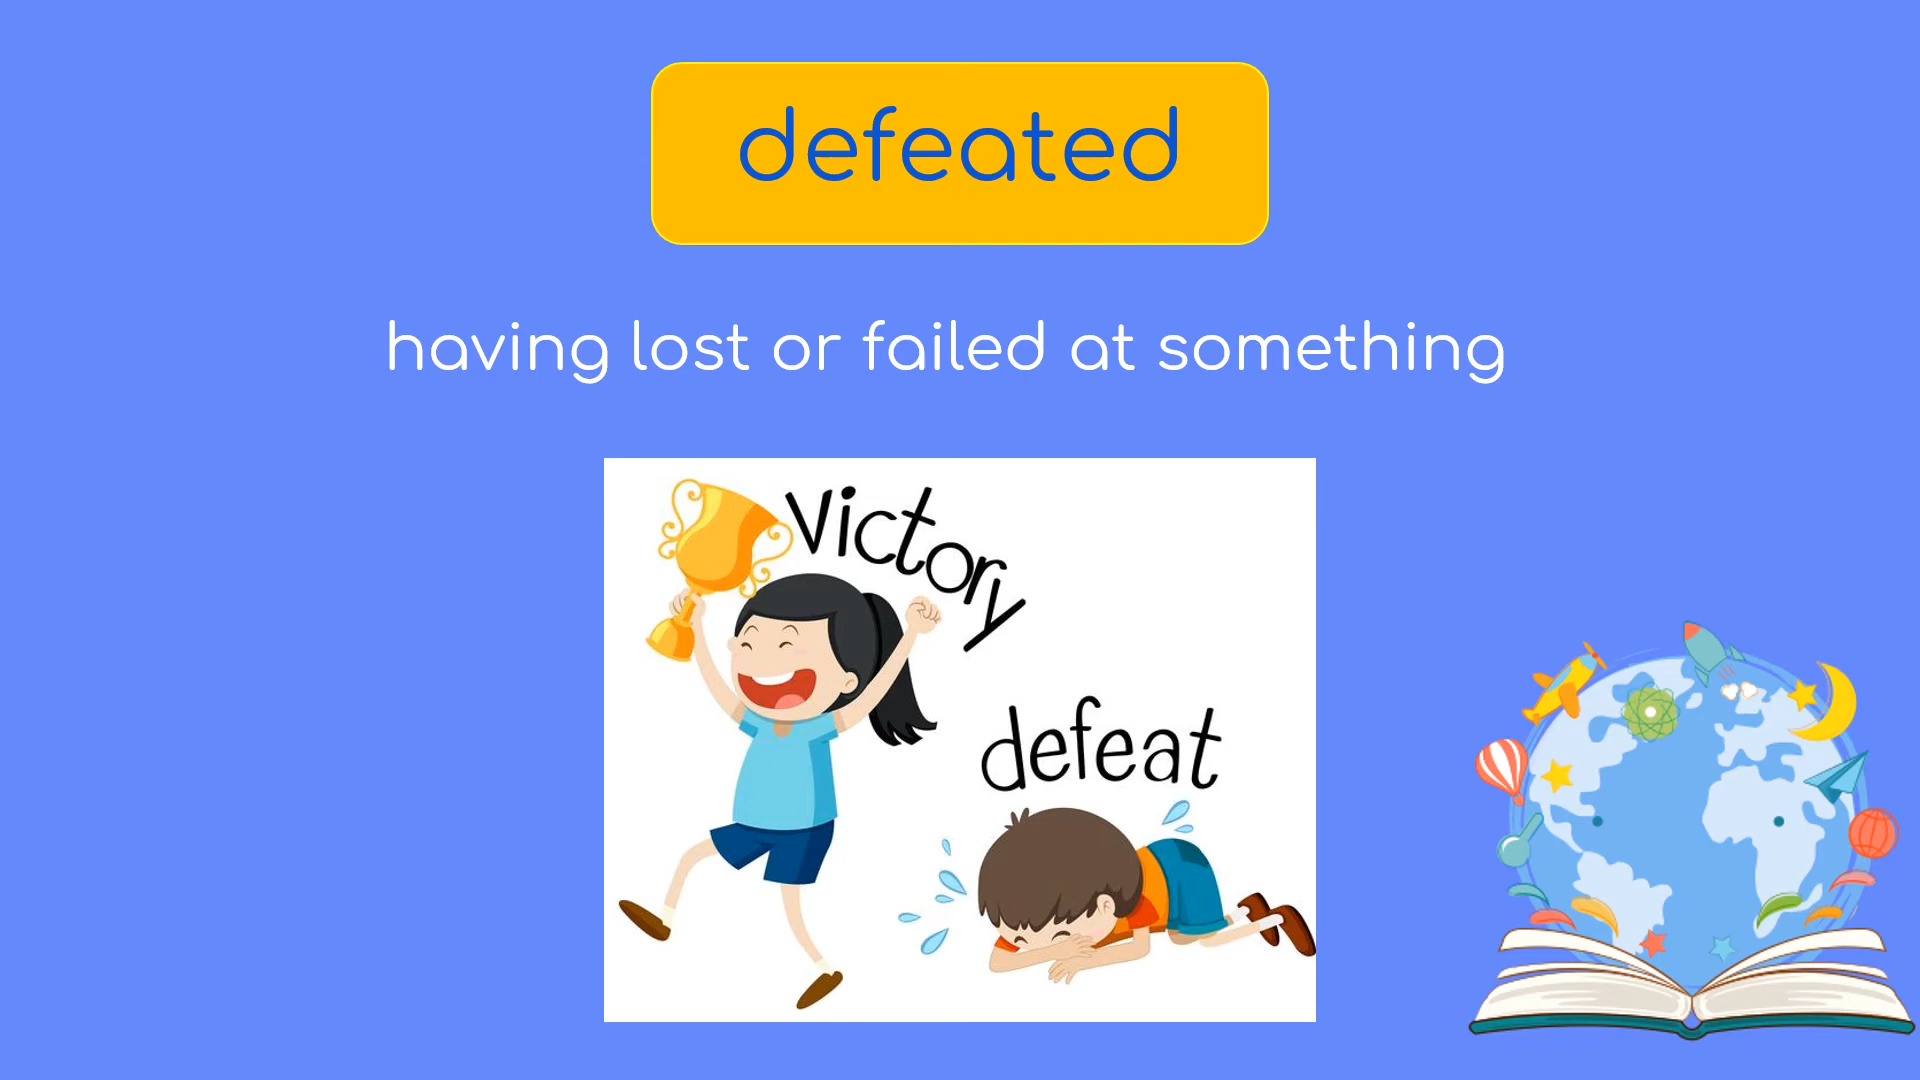 defeated
having lost or failed at something
victory
defeat